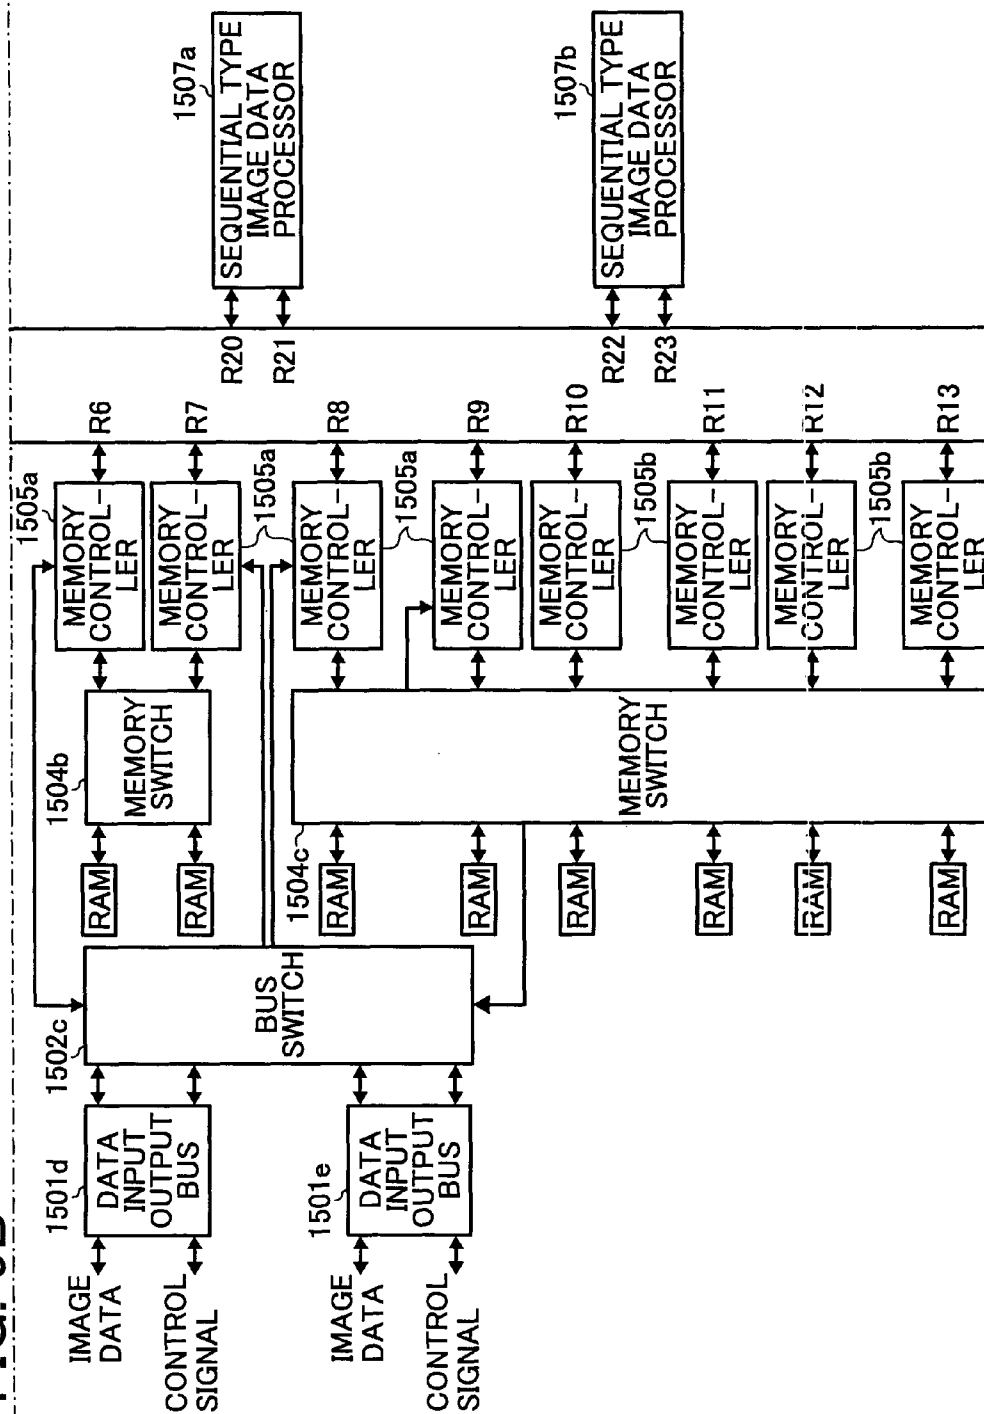 1507a
SEQUENTIAL TYPE
IMAGE DATA
PROCESSOR
1507b
SEQUENTIAL TYPE
IMAGE DATA
PROCESSOR
R20
R21
R22
R23
R6
R7
R8
R9
R10
R11
R12
R13
1505a
MEMORY
CONTROL-
LER
MEMORY
CONTROL-
LER
1505a
MEMORY
CONTROL-
LER
1505a
MEMORY
CONTROL-
LER
MEMORY
CONTROL-
LER
1505b
MEMORY
CONTROL-
LER
MEMORY
CONTROL-
LER
1505b
MEMORY
CONTROL-
LER
1504b
MEMORY
SWITCH
1504c
MEMORY
SWITCH
RAM
RAM
RAM
RAM
RAM
RAM
RAM
RAM
1502c
BUS
SWITCH
1501d
DATA
INPUT
OUTPUT
BUS
1501e
DATA
INPUT
OUTPUT
BUS
IMAGE
DATA
CONTROL
SIGNAL
IMAGE
DATA
CONTROL
SIGNAL